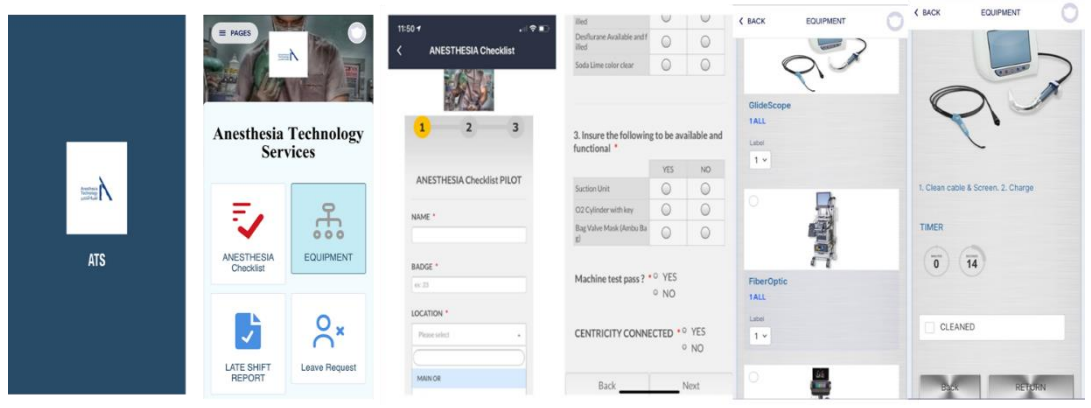 ATS
PAGES
Anesthesia Technology
Services
ANESTHESIA
Checklist
EQUIPMENT
LATE SHIFT
REPORT
Leave Request
11:50
ANESTHESIA Checklist
1
2
3
ANESTHESIA Checklist PILOT
NAME *
BADGE *
ex: 23
LOCATION *
Please select
MAIN OR
illed
Desflurane Available and f
illed
Soda Lime color clear
3. Insure the following to be available and
functional *
YES NO
Suction Unit
O2 Cylinder with key
Bag Valve Mask (Ambu Ba
g)
Machine test pass ? * YES
NO
CENTRICITY CONNECTED * YES
NO
Back Next
BACK EQUIPMENT
GlideScope
1ALL
Label
1
FiberOptic
1ALL
Label
1
BACK EQUIPMENT
1. Clean cable & Screen. 2. Charge
TIMER
0 14
CLEANED
Back RETURN